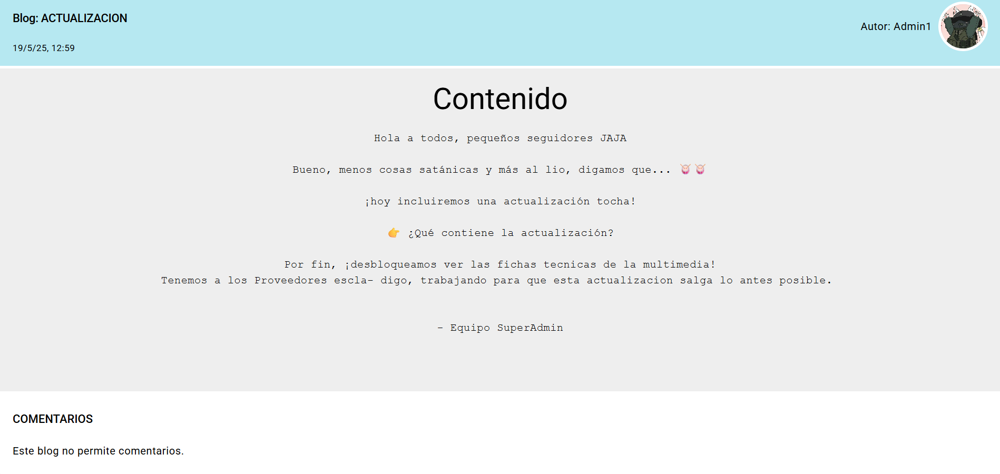 Blog: ACTUALIZACION
Autor: Admin1
19/5/25, 12:59
Contenido
Hola a todos, pequeños seguidores JAJA
Bueno, menos cosas satánicas y más al lio, digamos que...
¡hoy incluiremos una actualización tocha!
👉 ¿Qué contiene la actualización?
Por fin, ¡desbloqueamos ver las fichas tecnicas de la multimedia!
Tenemos a los Proveedores escla- digo, trabajando para que esta actualizacion salga lo antes posible.
- Equipo SuperAdmin
COMENTARIOS
Este blog no permite comentarios.